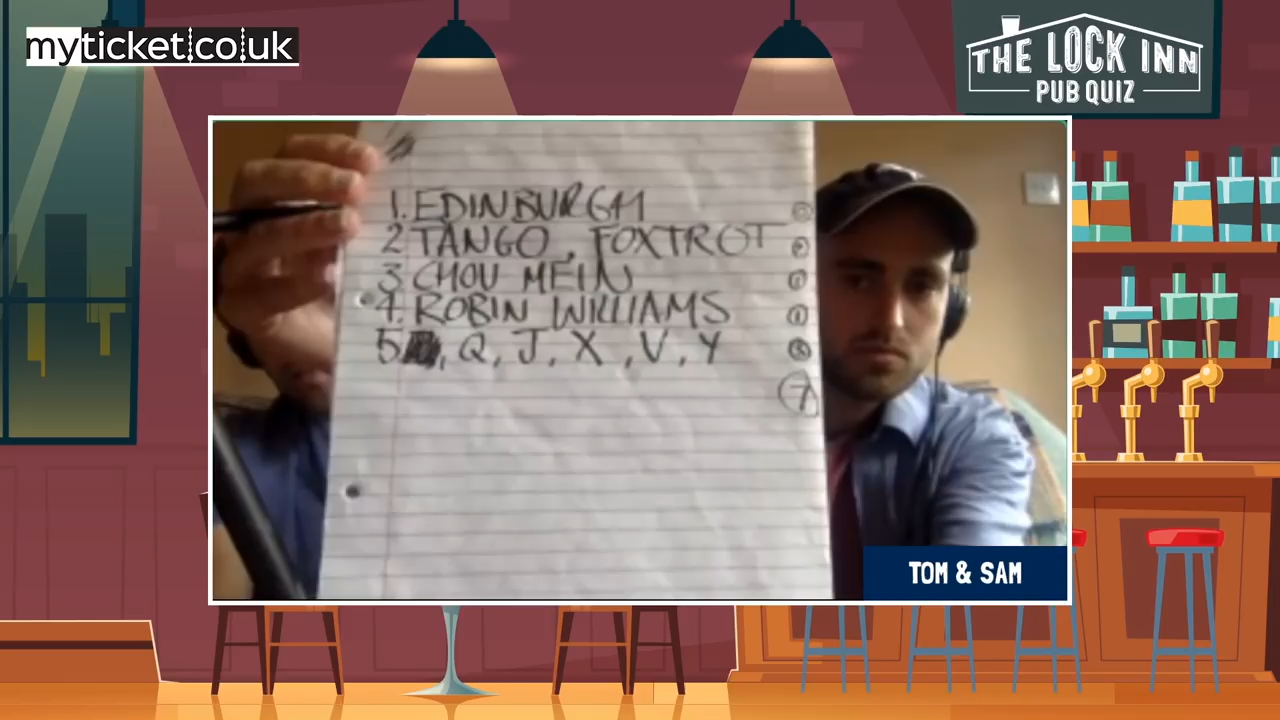 myticket.co.uk
THE LOCK INN
PUB QUIZ
1. EDINBURGH
2 TANGO, FOXTROT
3 CHOU MEIN
4. ROBIN WILLIAMS
5 , Q, J, X, V, Y
7
TOM & SAM